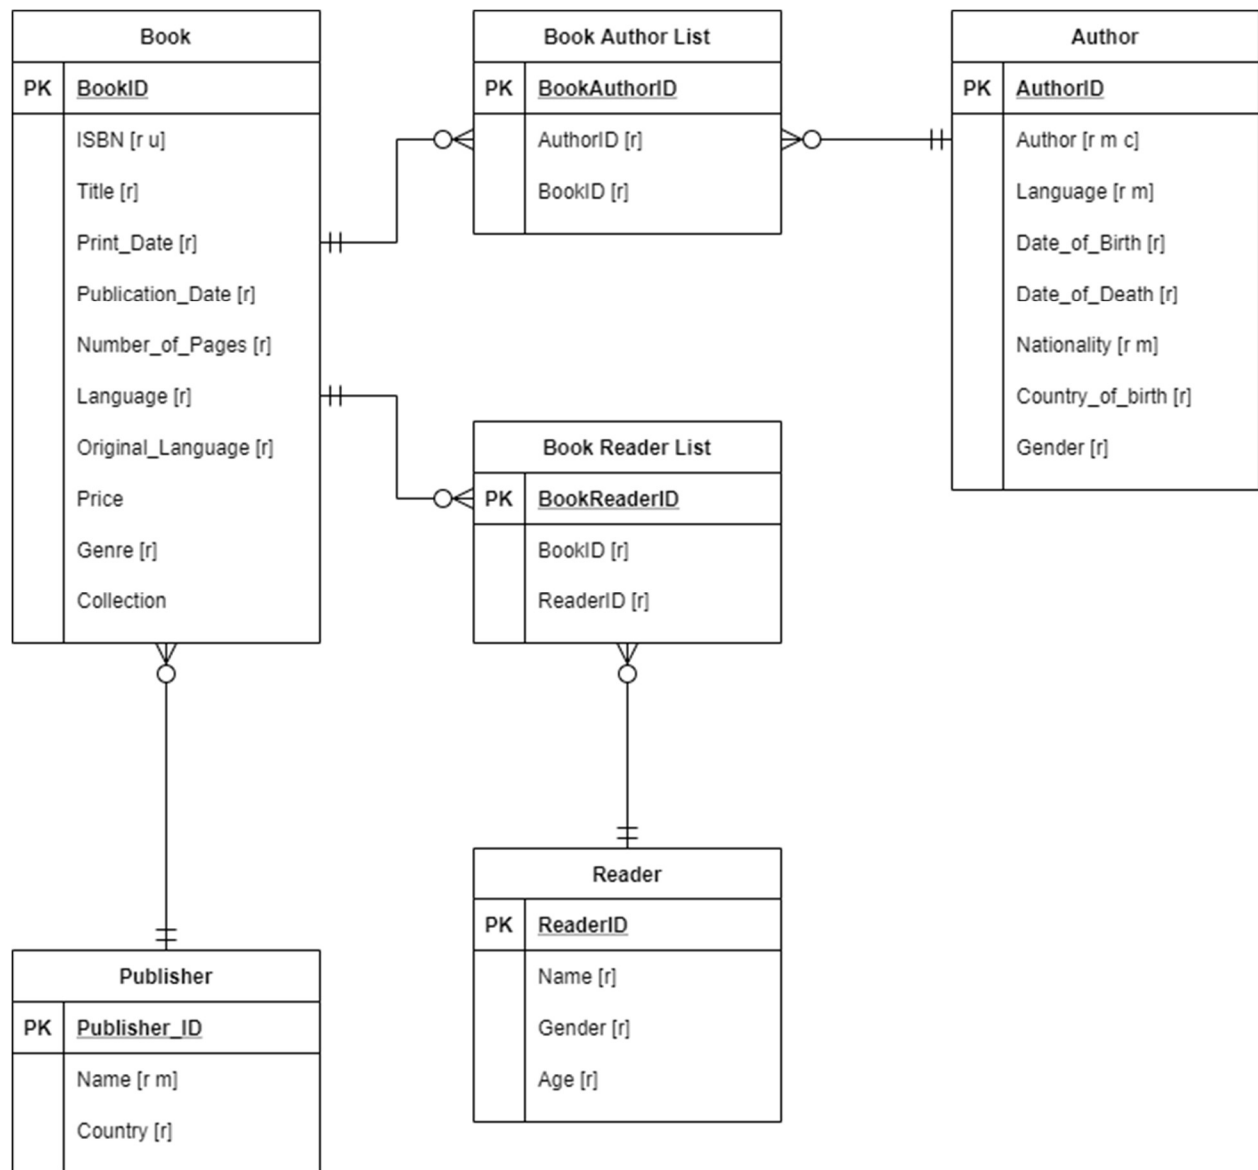 Book
PK BookID
ISBN [r u]
Title [r]
Print_Date [r]
Publication_Date [r]
Number_of_Pages [r]
Language [r]
Original_Language [r]
Price
Genre [r]
Collection
Book Author List
PK BookAuthorID
AuthorID [r]
BookID [r]
Author
PK AuthorID
Author [r m c]
Language [r m]
Date_of_Birth [r]
Date_of_Death [r]
Nationality [r m]
Country_of_birth [r]
Gender [r]
Book Reader List
PK BookReaderID
BookID [r]
ReaderID [r]
Reader
PK ReaderID
Name [r]
Gender [r]
Age [r]
Publisher
PK Publisher_ID
Name [r m]
Country [r]